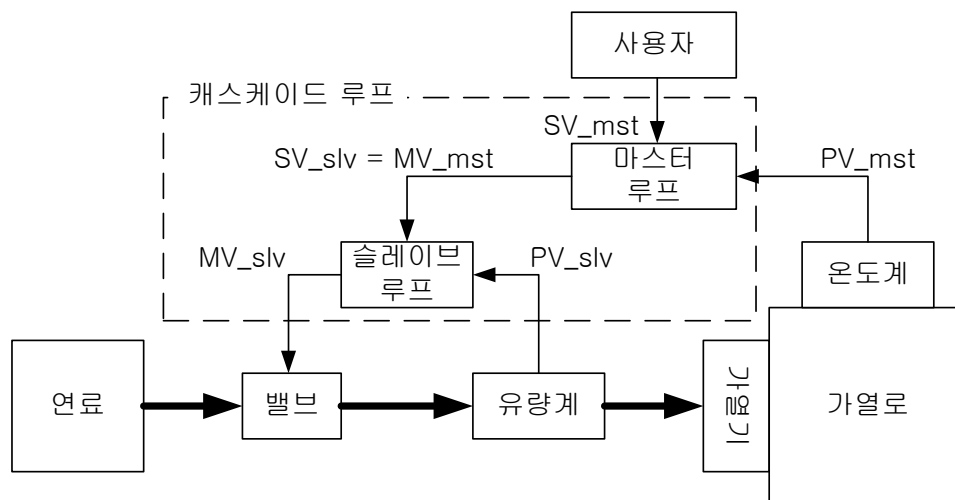 사용자
캐스케이드 루프
SV_mst
SV_slv = MV_mst
마스터
루프
PV_mst
MV_slv
슬레이브
루프
PV_slv
온도계
연료
밸브
유량계
가열기
가열로